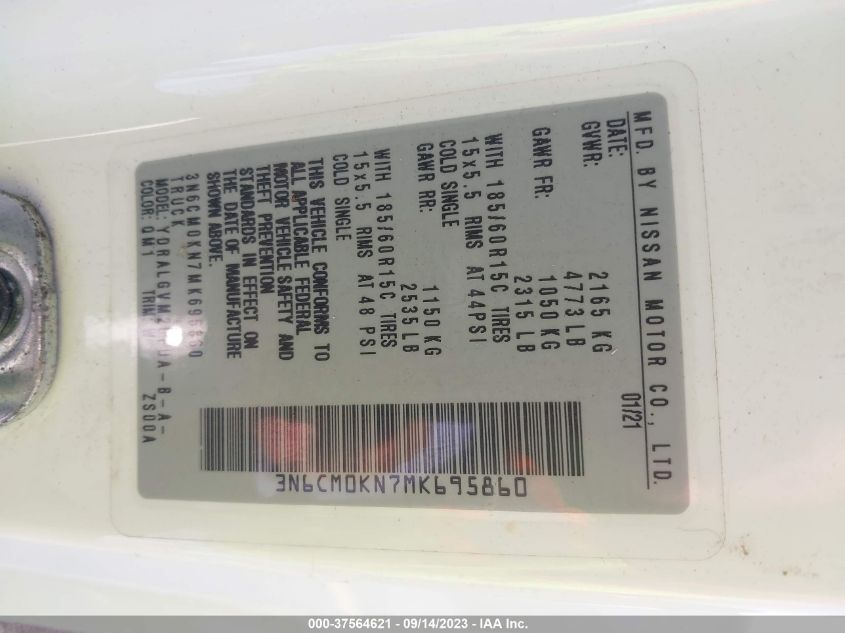 MFD. BY NISSAN MOTOR CO., LTD.
DATE: 01/21
GVWR: 2165 KG
4773 LB
GAWR FR: 1050 KG
2315 LB
WITH 185/60R15C TIRES
15x5.5 RIMS AT 44PSI
COLD SINGLE
GAWR RR: 1150 KG
2535 LB
WITH 185/60R15C TIRES
15x5.5 RIMS AT 48 PSI
COLD SINGLE
THIS VEHICLE CONFORMS TO
ALL APPLICABLE FEDERAL
MOTOR VEHICLE SAFETY AND
THEFT PREVENTION
STANDARDS IN EFFECT ON
THE DATE OF MANUFACTURE
SHOWN ABOVE.
3N6CM0KN7MK695860
TRUCK
MODEL: A-B-A-
COLOR: QM1 TRIM ZS00A
3N6CM0KN7MK695860
000-37564621 - 09/14/2023 - IAA Inc.